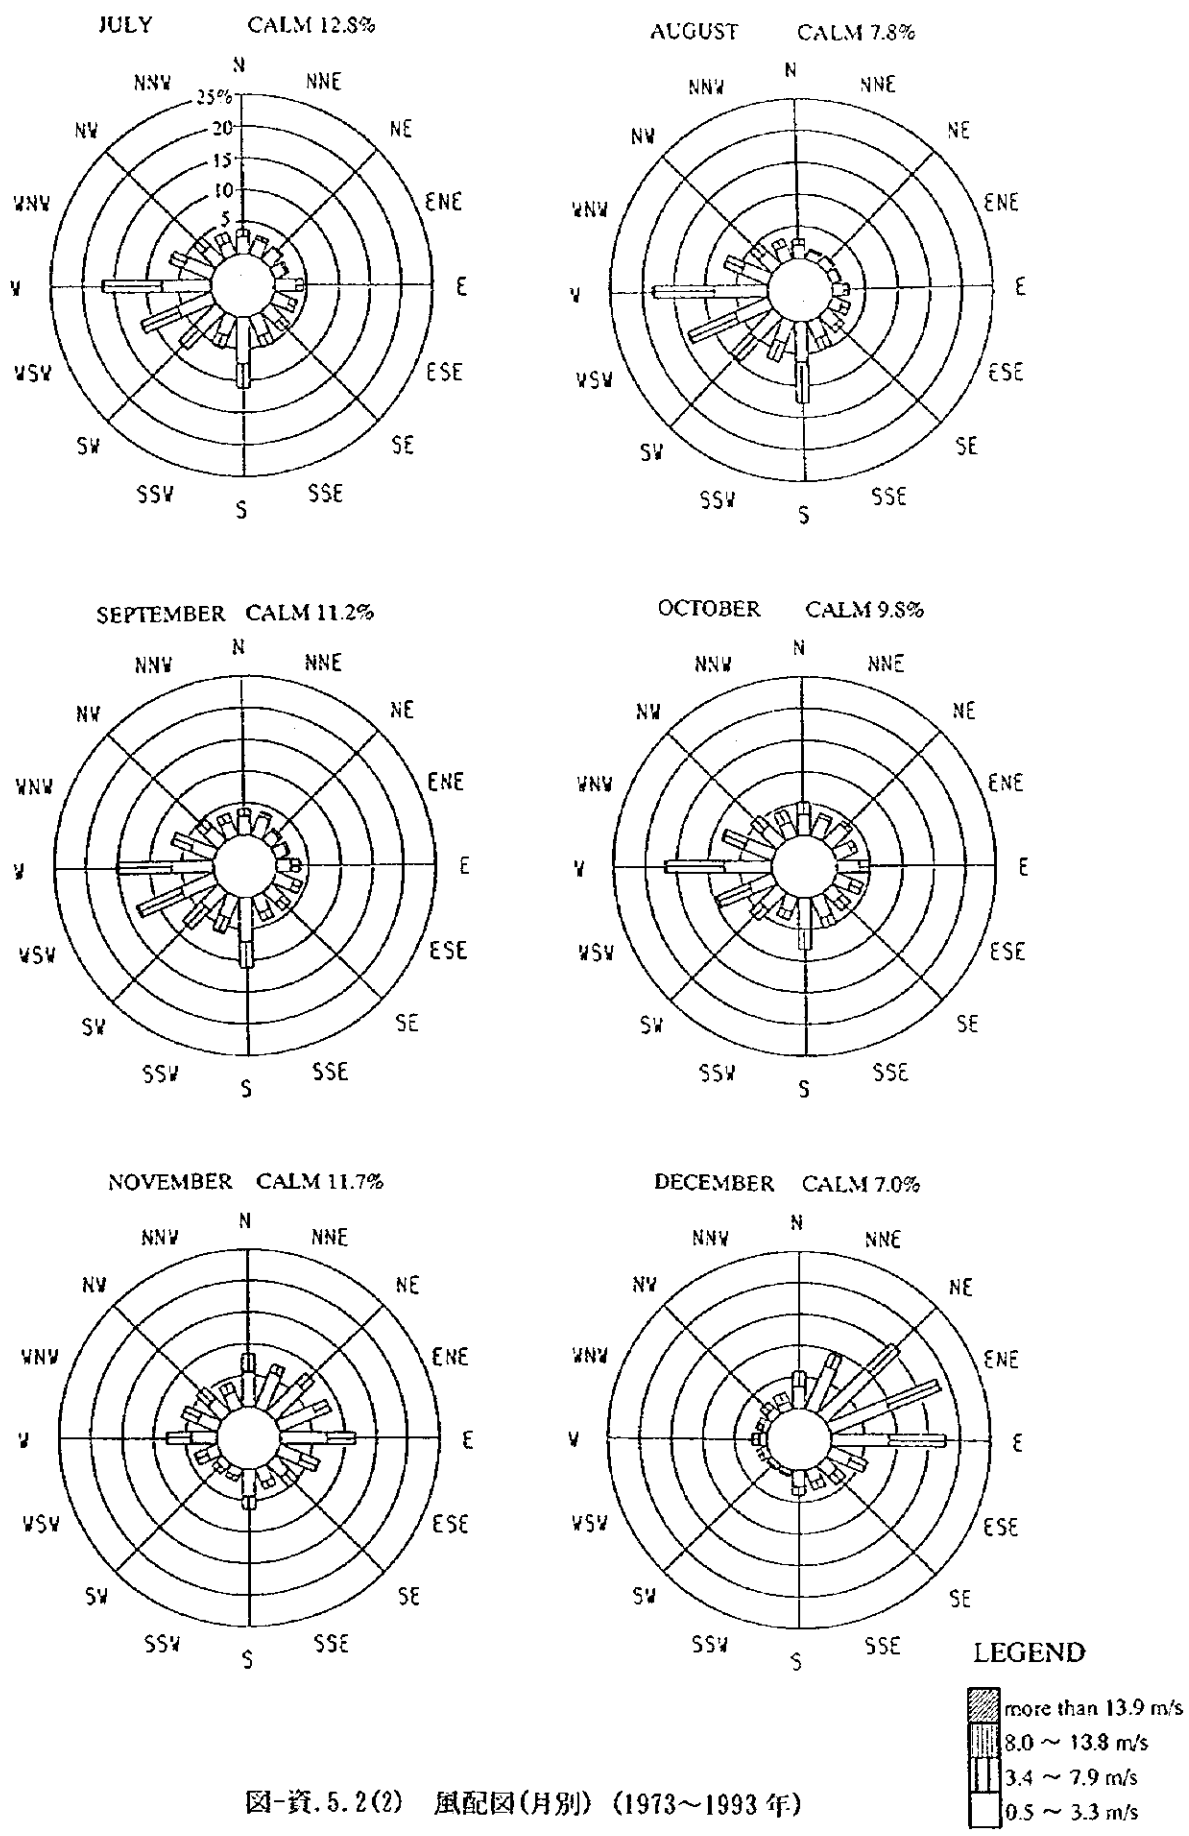 JULY CALM 12.8%
N
NNW NNE
25%
NW 20 NE
15
WNW 10 ENE
5
W E
WSW ESE
SW SE
SSW SSE
S
AUGUST CALM 7.8%
N
NNW NNE
NW NE
WNW ENE
W E
WSW ESE
SW SE
SSW SSE
S
SEPTEMBER CALM 11.2%
N
NNW NNE
NW NE
WNW ENE
W E
WSW ESE
SW SE
SSW SSE
S
OCTOBER CALM 9.8%
N
NNW NNE
NW NE
WNW ENE
W E
WSW ESE
SW SE
SSW SSE
S
NOVEMBER CALM 11.7%
N
NNW NNE
NW NE
WNW ENE
W E
WSW ESE
SW SE
SSW SSE
S
DECEMBER CALM 7.0%
N
NNW NNE
NW NE
WNW ENE
W E
WSW ESE
SW SE
SSW SSE
S
LEGEND
more than 13.9 m/s
8.0 ～ 13.8 m/s
3.4 ～ 7.9 m/s
0.5 ～ 3.3 m/s
図-資.5.2(2) 風配図(月別) (1973～1993 年)